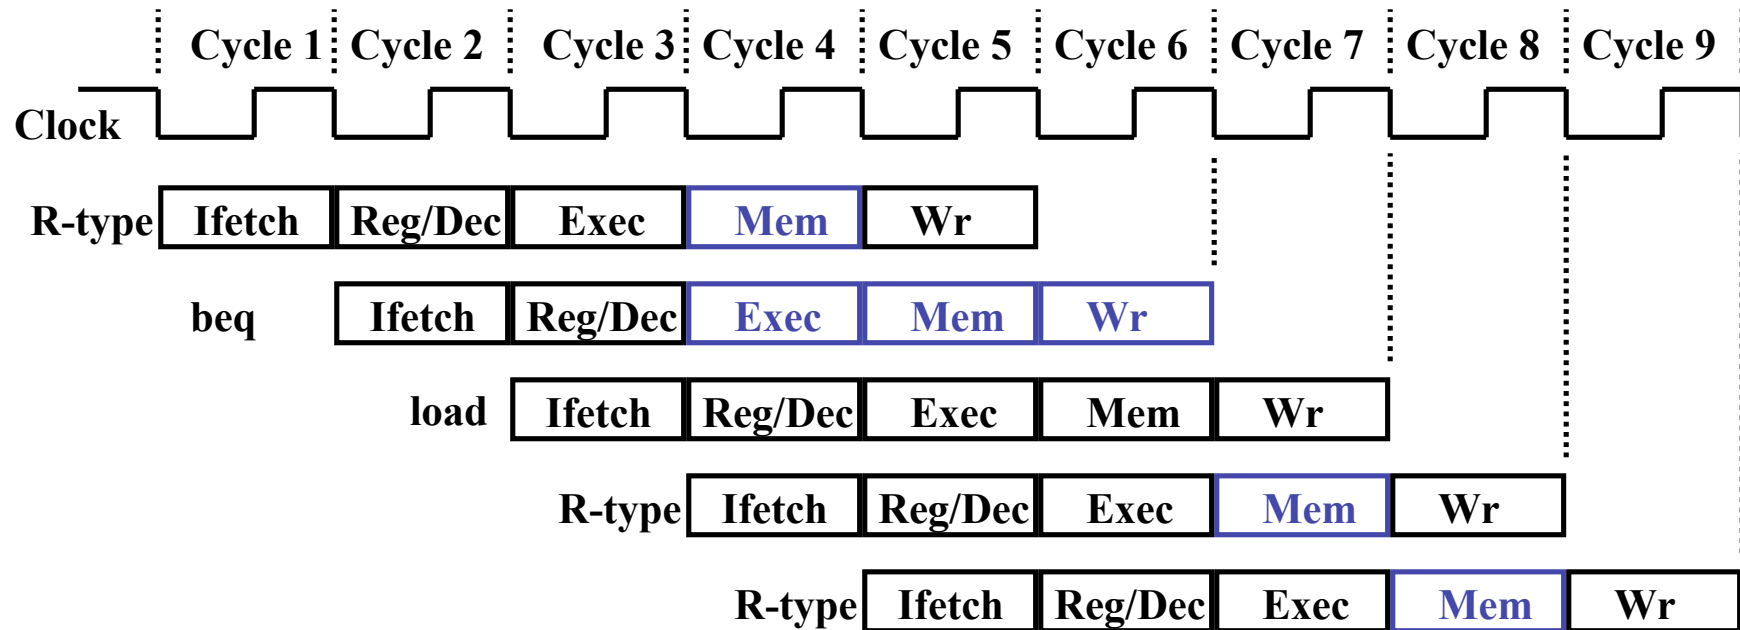 Cycle 1 Cycle 2 Cycle 3 Cycle 4 Cycle 5 Cycle 6 Cycle 7 Cycle 8 Cycle 9
Clock
R-type Ifetch Reg/Dec Exec Mem Wr
beq Ifetch Reg/Dec Exec Mem Wr
load Ifetch Reg/Dec Exec Mem Wr
R-type Ifetch Reg/Dec Exec Mem Wr
R-type Ifetch Reg/Dec Exec Mem Wr